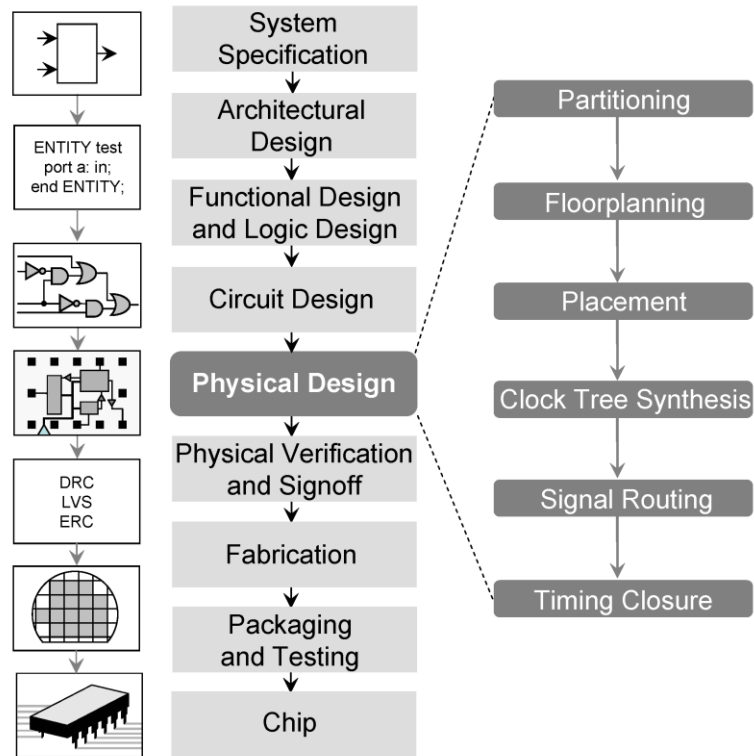 ENTITY test
port a: in;
end ENTITY;
DRC
LVS
ERC
System
Specification
Architectural
Design
Functional Design
and Logic Design
Circuit Design
Physical Design
Physical Verification
and Signoff
Fabrication
Packaging
and Testing
Chip
Partitioning
Floorplanning
Placement
Clock Tree Synthesis
Signal Routing
Timing Closure